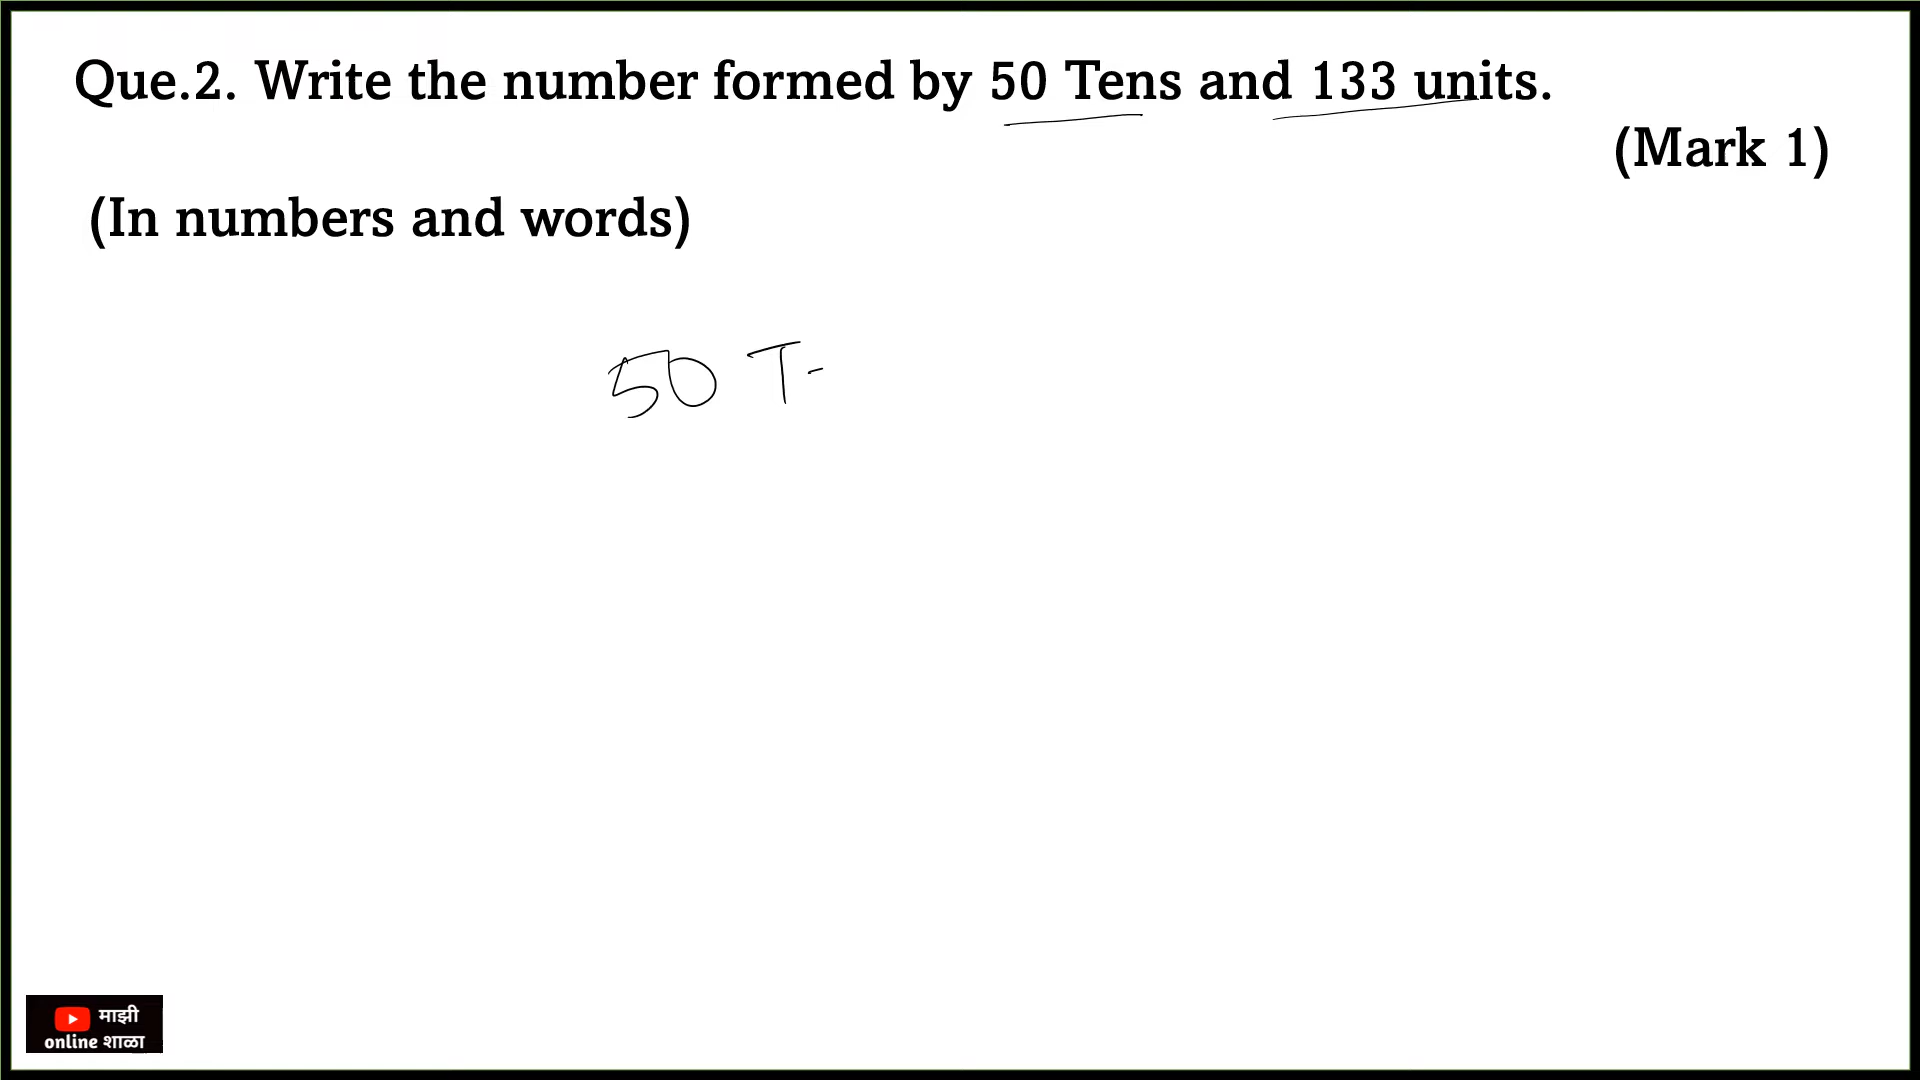 Que.2. Write the number formed by 50 Tens and 133 units.
(Mark 1)
(In numbers and words)
50 T-
माझी
online शाळा